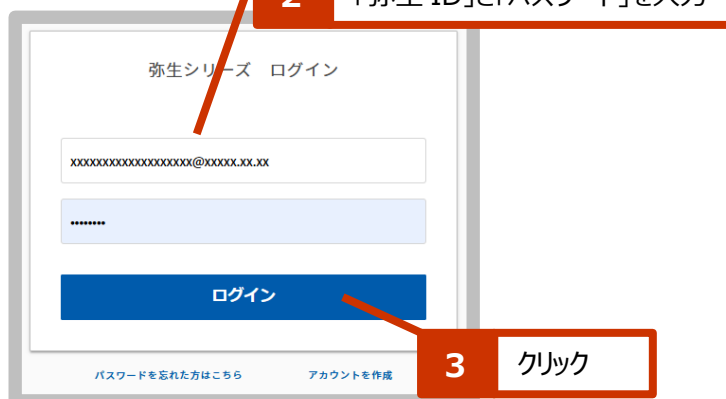 2 「弥生 ID」と「パスワード」を入力
弥生シリーズ ログイン
xxxxxxxxxxxxxxxxxxx@xxxxx.xx.xx
••••••••
ログイン
3 クリック
パスワードを忘れた方はこちら アカウントを作成